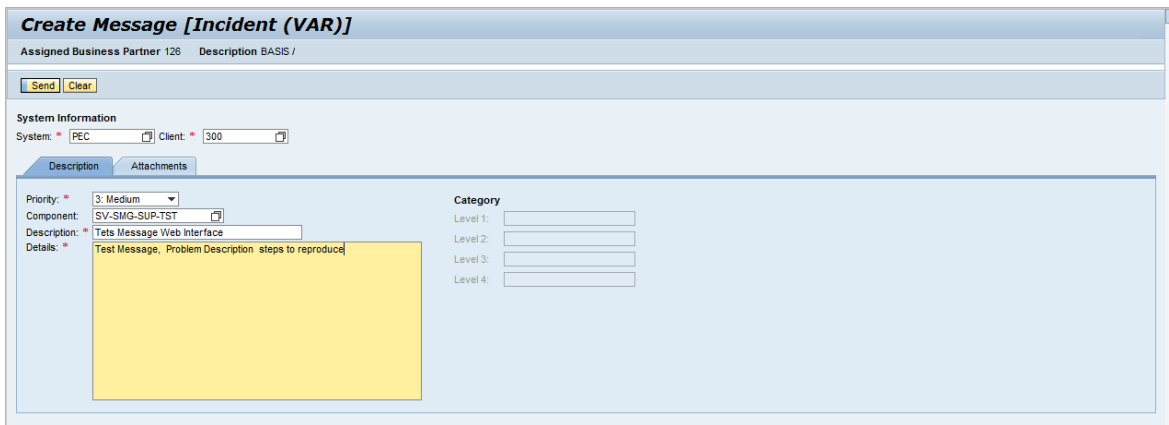 Create Message [Incident (VAR)]
Assigned Business Partner 126 Description BASIS /
Send Clear
System Information
System: * PEC Client: * 300
Description Attachments
Priority: * 3: Medium
Component: SV-SMG-SUP-TST
Description: * Tets Message Web Interface
Details: * Test Message, Problem Description steps to reproduce
Category
Level 1:
Level 2:
Level 3:
Level 4: